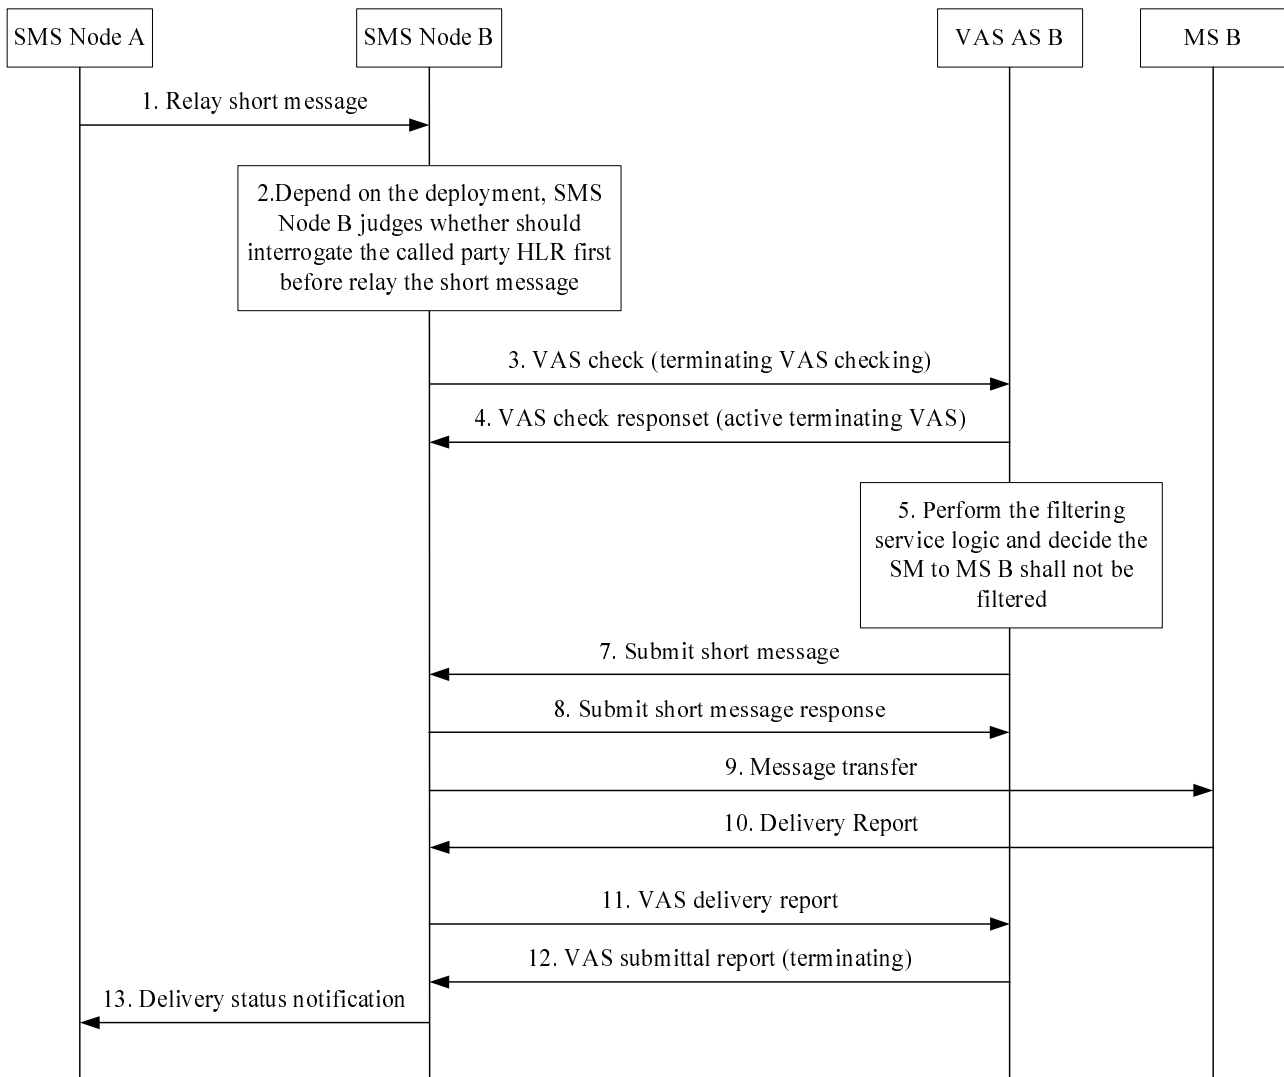 SMS Node A
SMS Node B
VAS AS B
MS B
1. Relay short message
2.Depend on the deployment, SMS
Node B judges whether should
interrogate the called party HLR first
before relay the short message
3. VAS check (terminating VAS checking)
4. VAS check responset (active terminating VAS)
5. Perform the filtering
service logic and decide the
SM to MS B shall not be
filtered
7. Submit short message
8. Submit short message response
9. Message transfer
10. Delivery Report
11. VAS delivery report
12. VAS submittal report (terminating)
13. Delivery status notification